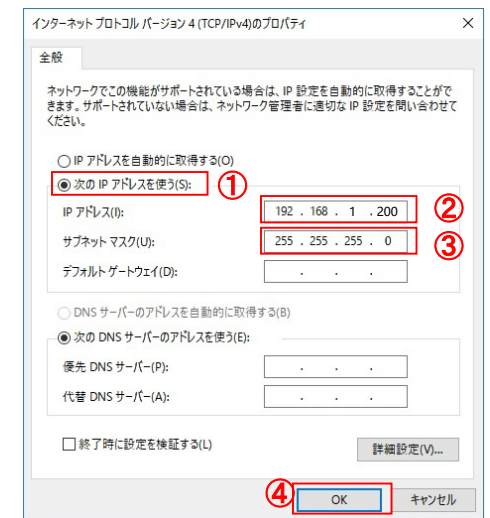 インターネット プロトコル バージョン 4 (TCP/IPv4)のプロパティ
全般
ネットワークでこの機能がサポートされている場合は、IP 設定を自動的に取得することがで
きます。サポートされていない場合は、ネットワーク管理者に適切な IP 設定を問い合わせて
ください。
IP アドレスを自動的に取得する(O)
次の IP アドレスを使う(S): ①
IP アドレス(I): 192 . 168 . 1 . 200 ②
サブネット マスク(U): 255 . 255 . 255 . 0 ③
デフォルト ゲートウェイ(D): . . .
DNS サーバーのアドレスを自動的に取得する(B)
次の DNS サーバーのアドレスを使う(E):
優先 DNS サーバー(P): . . .
代替 DNS サーバー(A): . . .
終了時に設定を検証する(L)
詳細設定(V)...
④ OK キャンセル